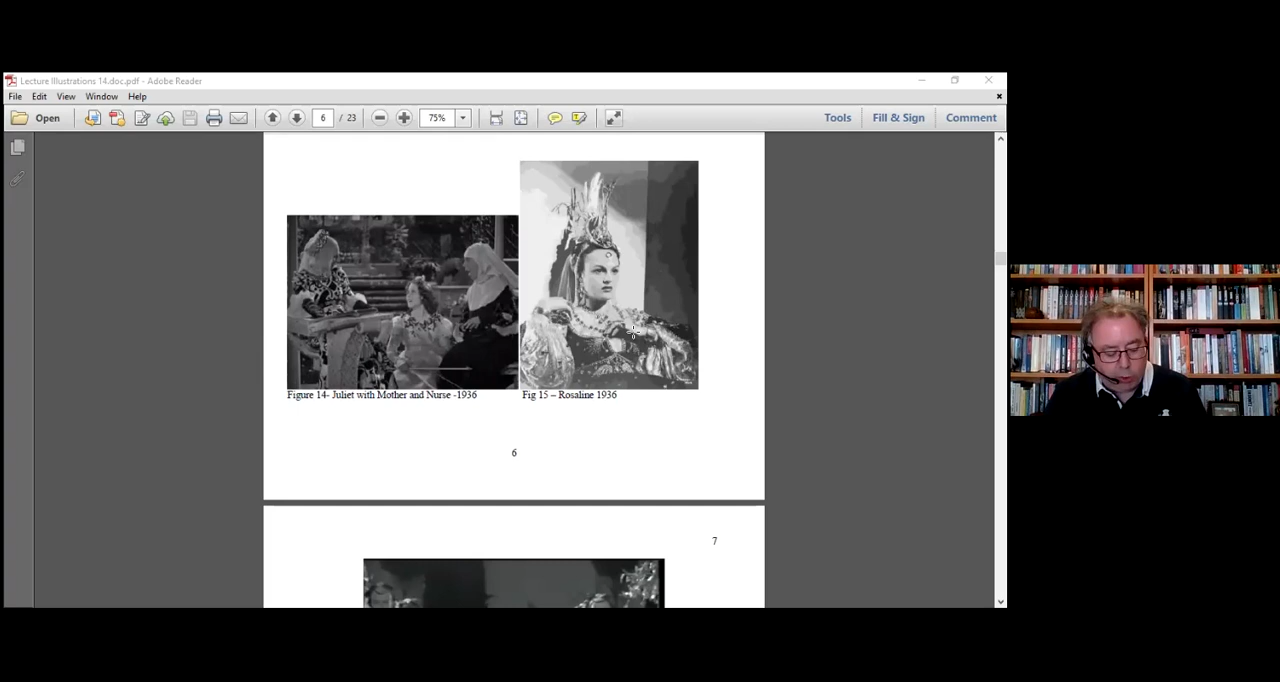 Lecture Illustrations 14.doc.pdf - Adobe Reader
File Edit View Window Help
Open 6 / 23 75% Tools Fill & Sign Comment
Figure 14- Juliet with Mother and Nurse -1936
Fig 15 – Rosaline 1936
6
7